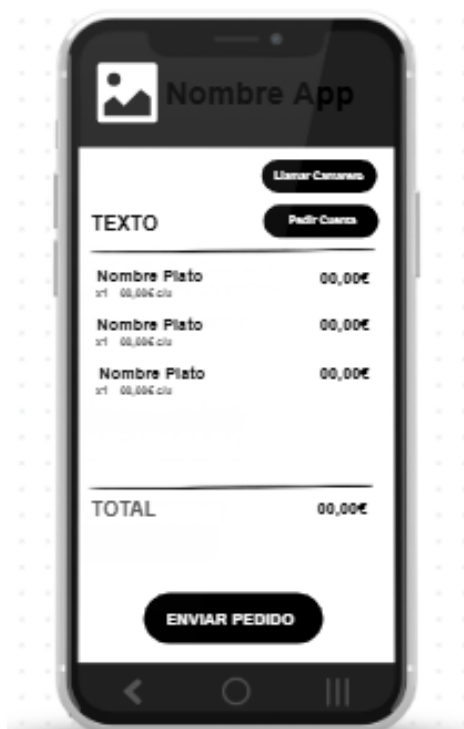 Nombre App
Llamar Camarero
TEXTO
Pedir Cuenta
Nombre Plato 00,00€
x1 00,00€ c/u
Nombre Plato 00,00€
x1 00,00€ c/u
Nombre Plato 00,00€
x1 00,00€ c/u
TOTAL 00,00€
ENVIAR PEDIDO